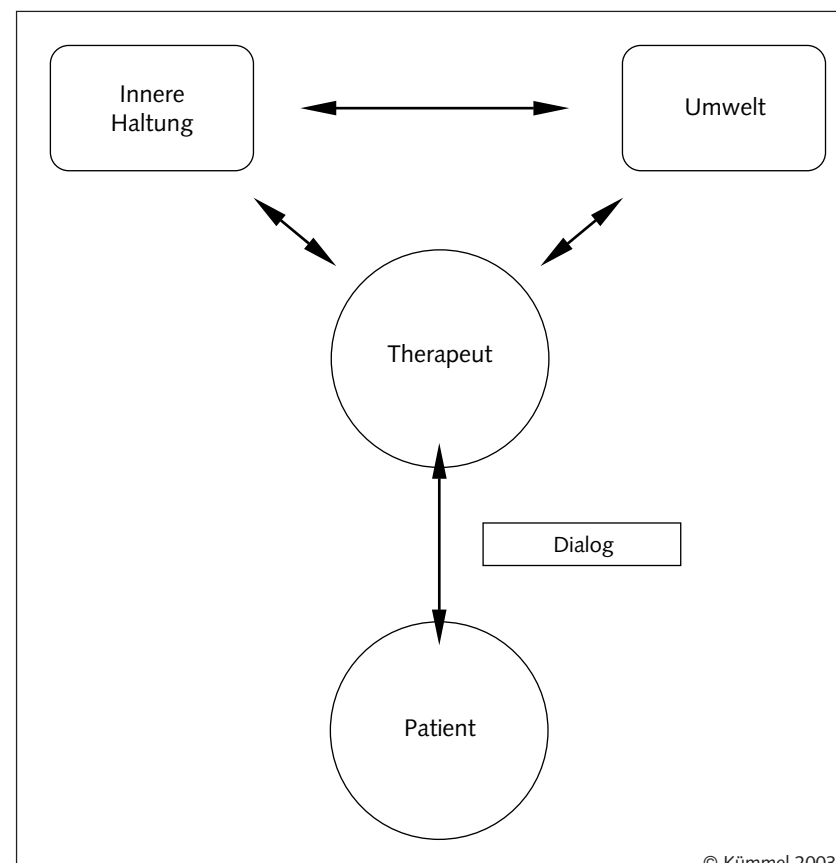 Innere
Haltung
Umwelt
Therapeut
Dialog
Patient
© Kümmel 2003